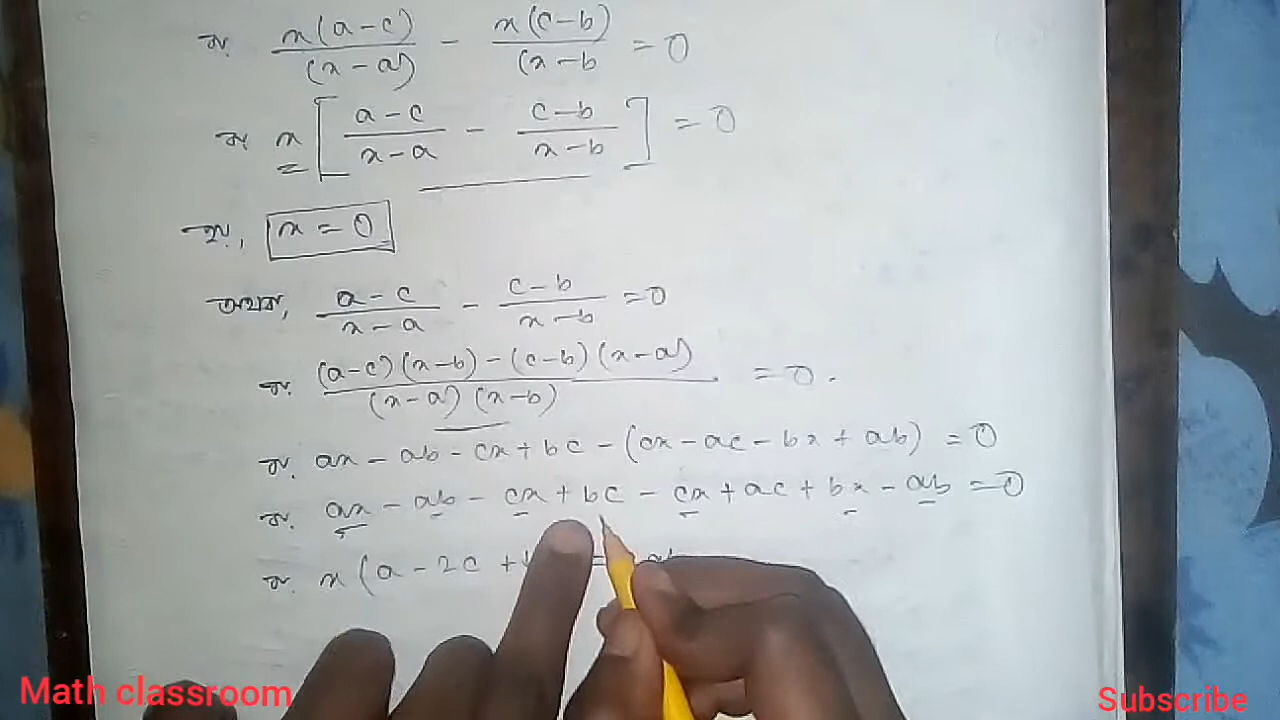 বা, x(a-c)/(x-a) - x(c-b)/(x-b = 0
বা x[a-c/x-a - c-b/x-b] = 0
হয়, x = 0
অথবা, a-c/x-a - c-b/x-b = 0
বা, (a-c)(x-b)-(c-b)(x-a)/(x-a)(x-b) = 0.
বা, ax-ab-cx+bc-(cx-ac-bx+ab) = 0
বা, ax-ab-cx+bc-cx+ac+bx-ab = 0
বা, x(a-2c+
Math classroom
Subscribe